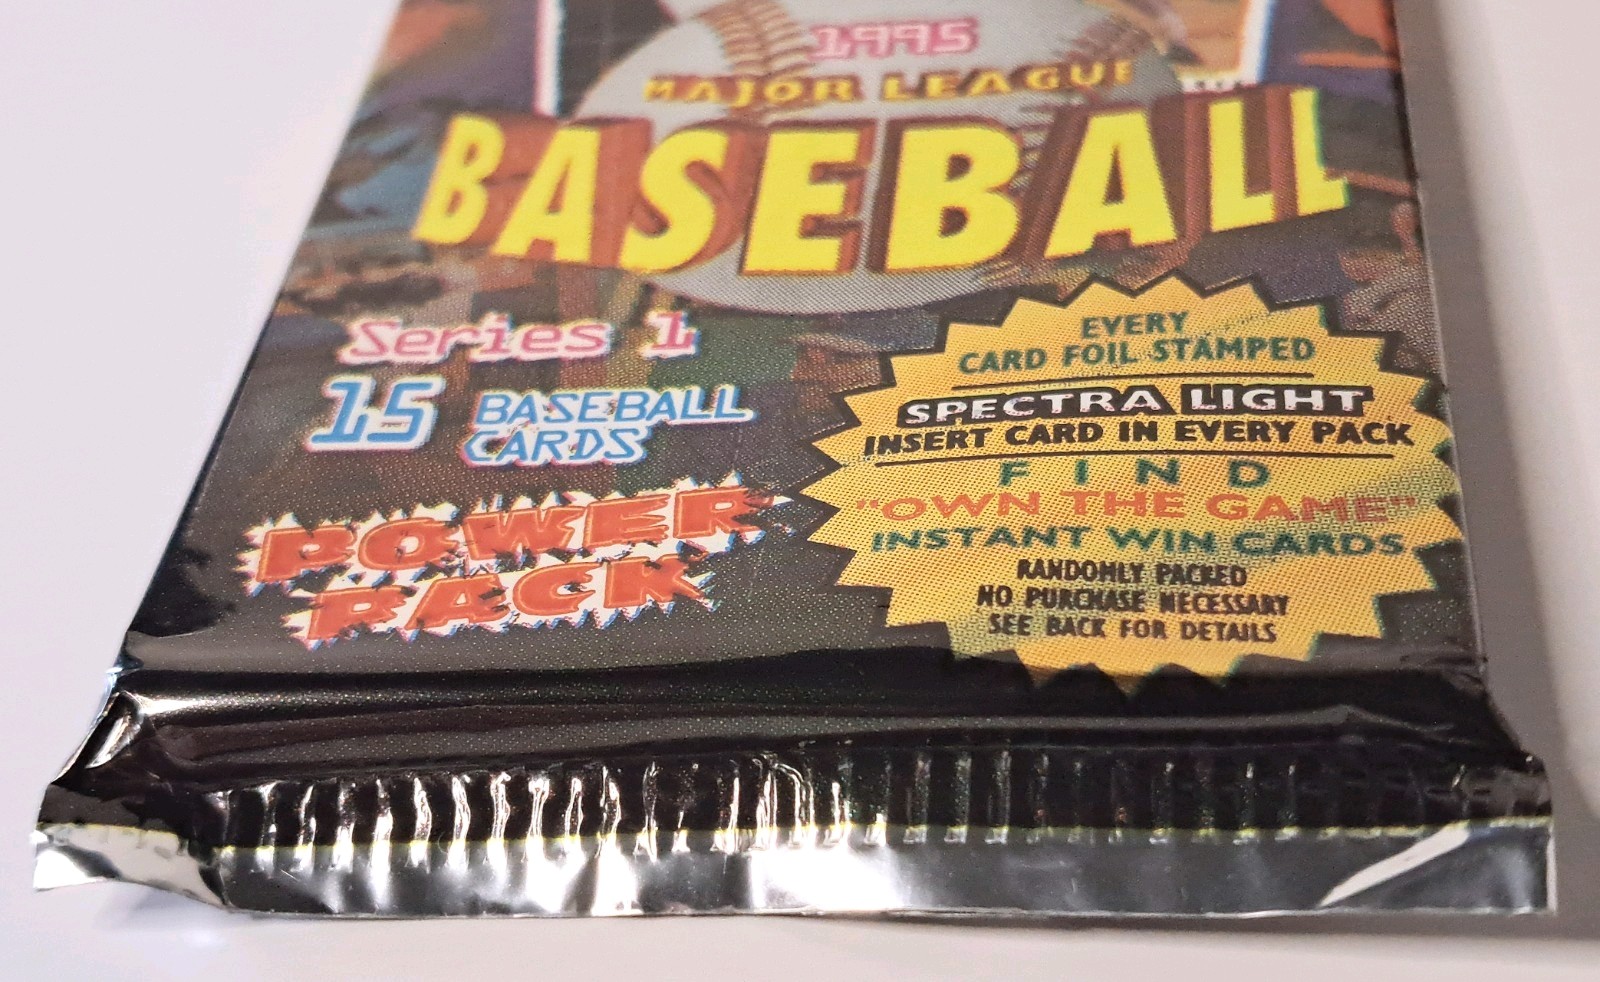 1995
MAJOR LEAGUE
BASEBALL
Series 1
15 BASEBALL
CARDS
POWER
PACK
EVERY
CARD FOIL STAMPED
SPECTRA LIGHT
INSERT CARD IN EVERY PACK
FIND
"OWN THE GAME"
INSTANT WIN CARDS
RANDOMLY PACKED
NO PURCHASE NECESSARY
SEE BACK FOR DETAILS